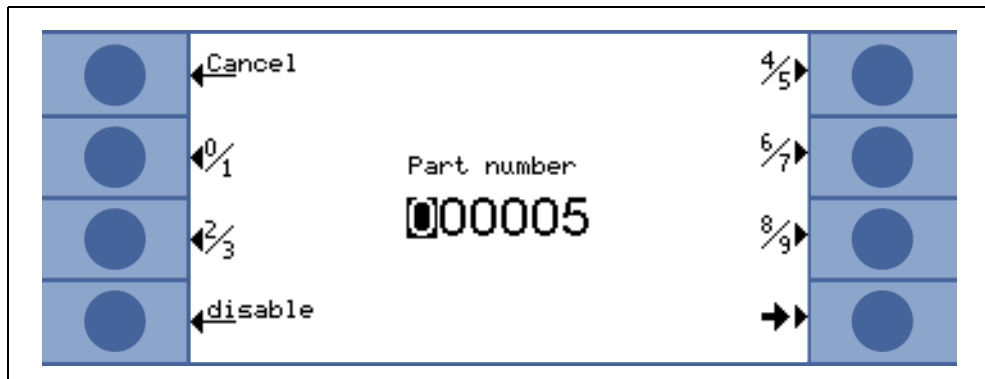 Cancel
4/5
0/1
Part number
6/7
000005
2/3
8/9
disable